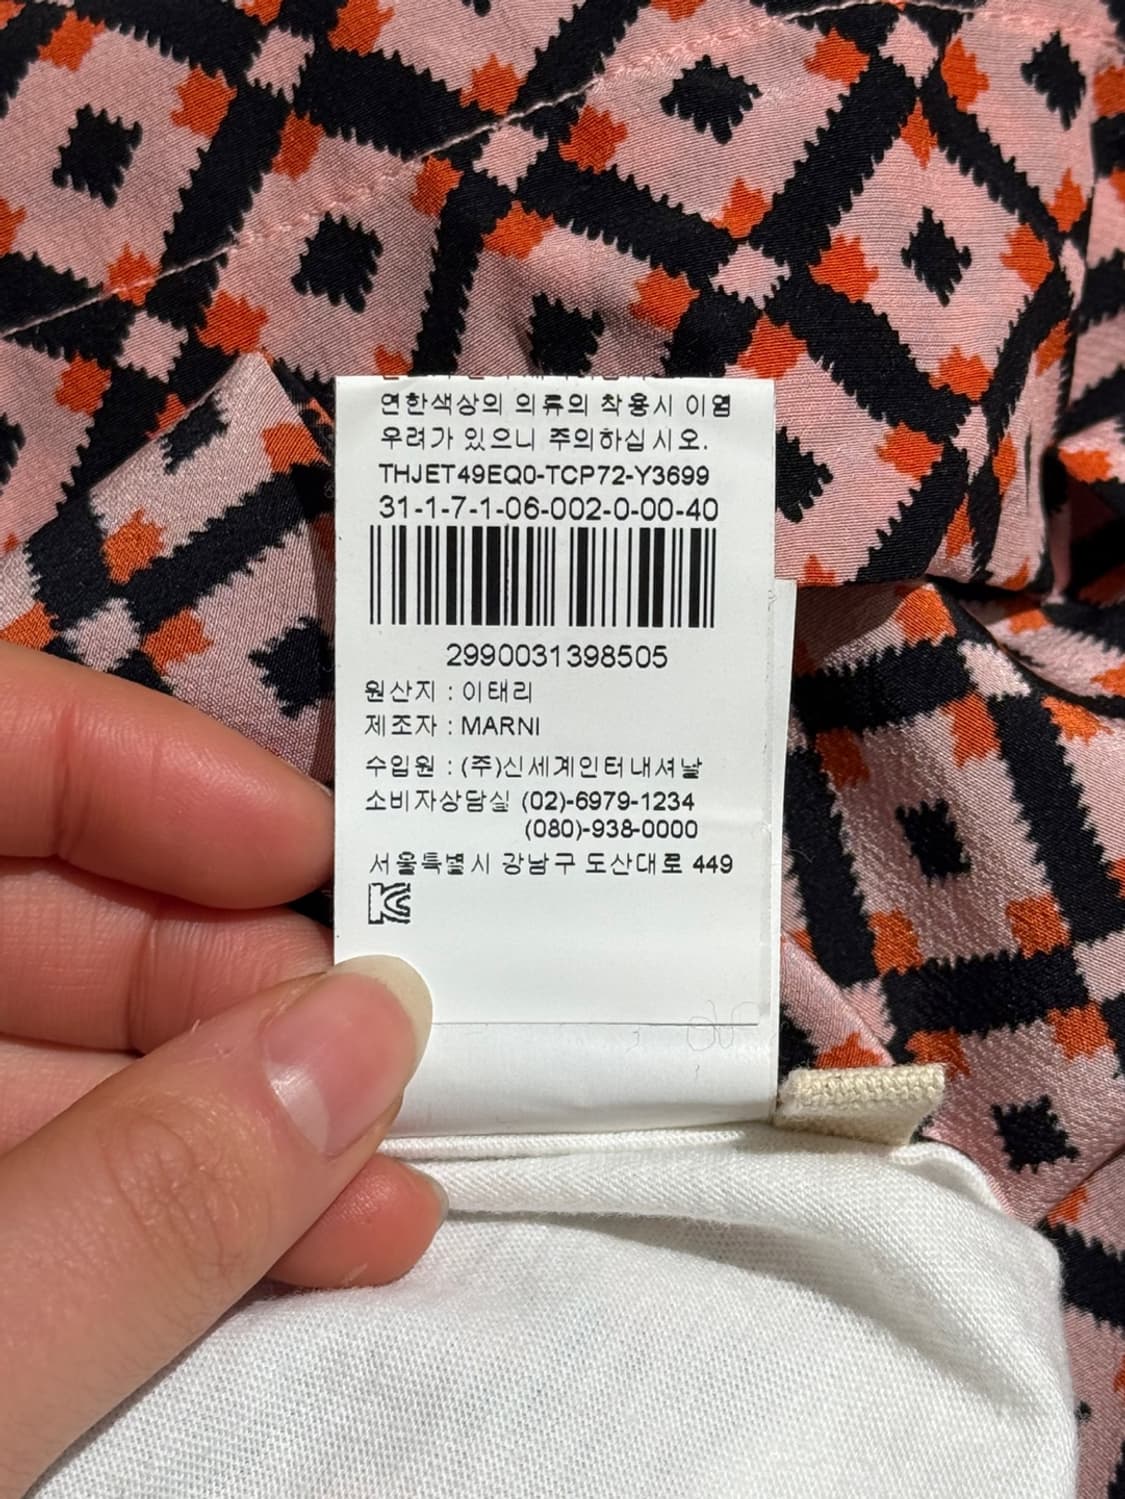 연한색상의 의류의 착용시 이염
우려가 있으니 주의하십시오.
THJET49EQ0-TCP72-Y3699
31-1-7-1-06-002-0-00-40
2990031398505
원산지 : 이태리
제조자 : MARNI
수입원 : (주)신세계인터내셔날
소비자상담실 (02)-6979-1234
(080)-938-0000
서울특별시 강남구 도산대로 449